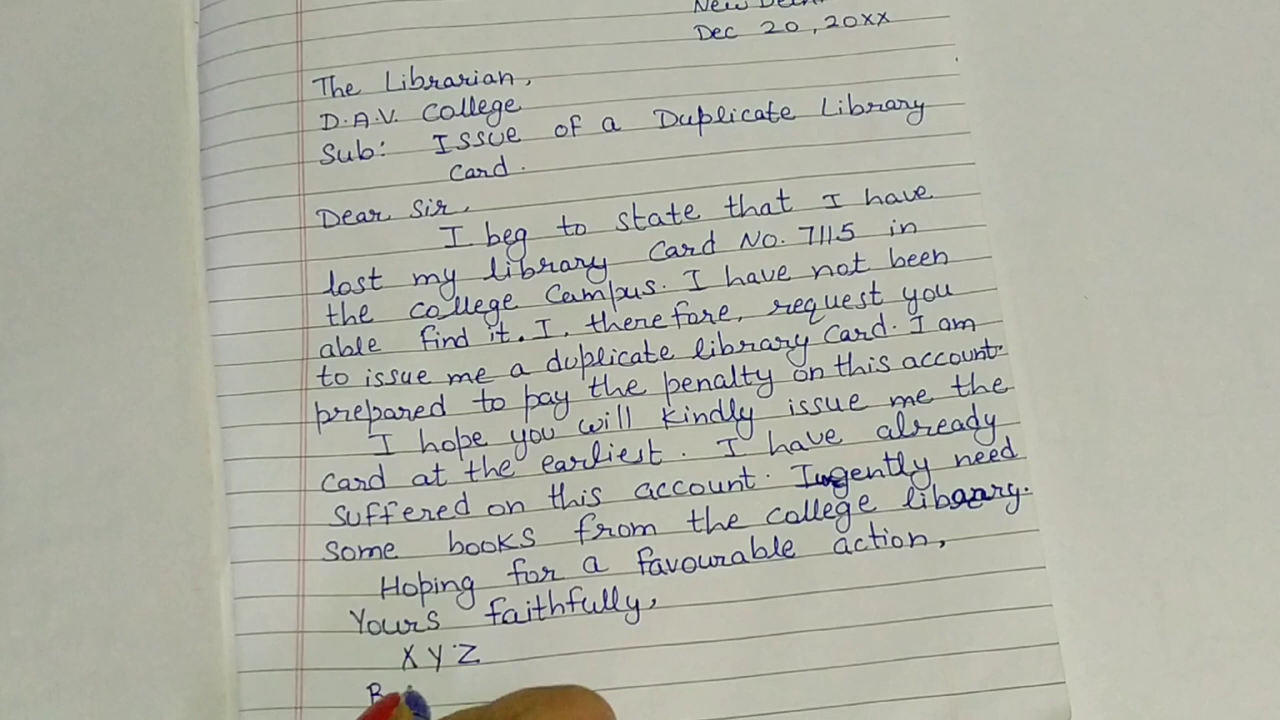 New Delhi
Dec 20, 20xx
The Librarian,
D.A.V. College
Sub: Issue of a Duplicate Library
Card.
Dear Sir,
I beg to state that I have
lost my library Card No. 7115 in
the college Campus. I have not been
able find it. I, therefore, request you
to issue me a duplicate library Card. I am
prepared to pay the penalty on this account.
I hope you will kindly issue me the
card at the earliest. I have already
suffered on this account. I urgently need
some books from the college library.
Hoping for a favourable action,
Yours faithfully,
XYZ